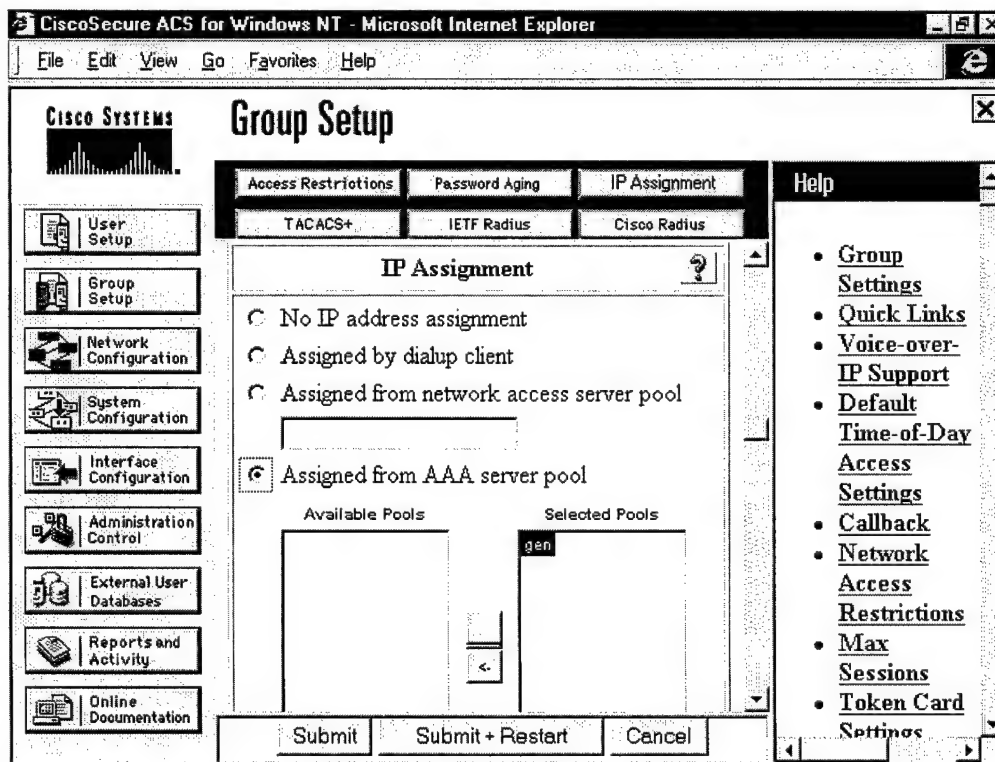 CiscoSecure ACS for Windows NT - Microsoft Internet Explorer
File Edit View Go Favorites Help
CISCO SYSTEMS
Group Setup
User Setup
Group Setup
Network Configuration
System Configuration
Interface Configuration
Administration Control
External User Databases
Reports and Activity
Online Documentation
Access Restrictions Password Aging IP Assignment
TACACS+ IETF Radius Cisco Radius
IP Assignment ?
No IP address assignment
Assigned by dialup client
Assigned from network access server pool
Assigned from AAA server pool
Available Pools Selected Pools
gen
<-
Submit Submit + Restart Cancel
Help
Group
Settings
Quick Links
Voice-over-
IP Support
Default
Time-of-Day
Access
Settings
Callback
Network
Access
Restrictions
Max
Sessions
Token Card
Settings